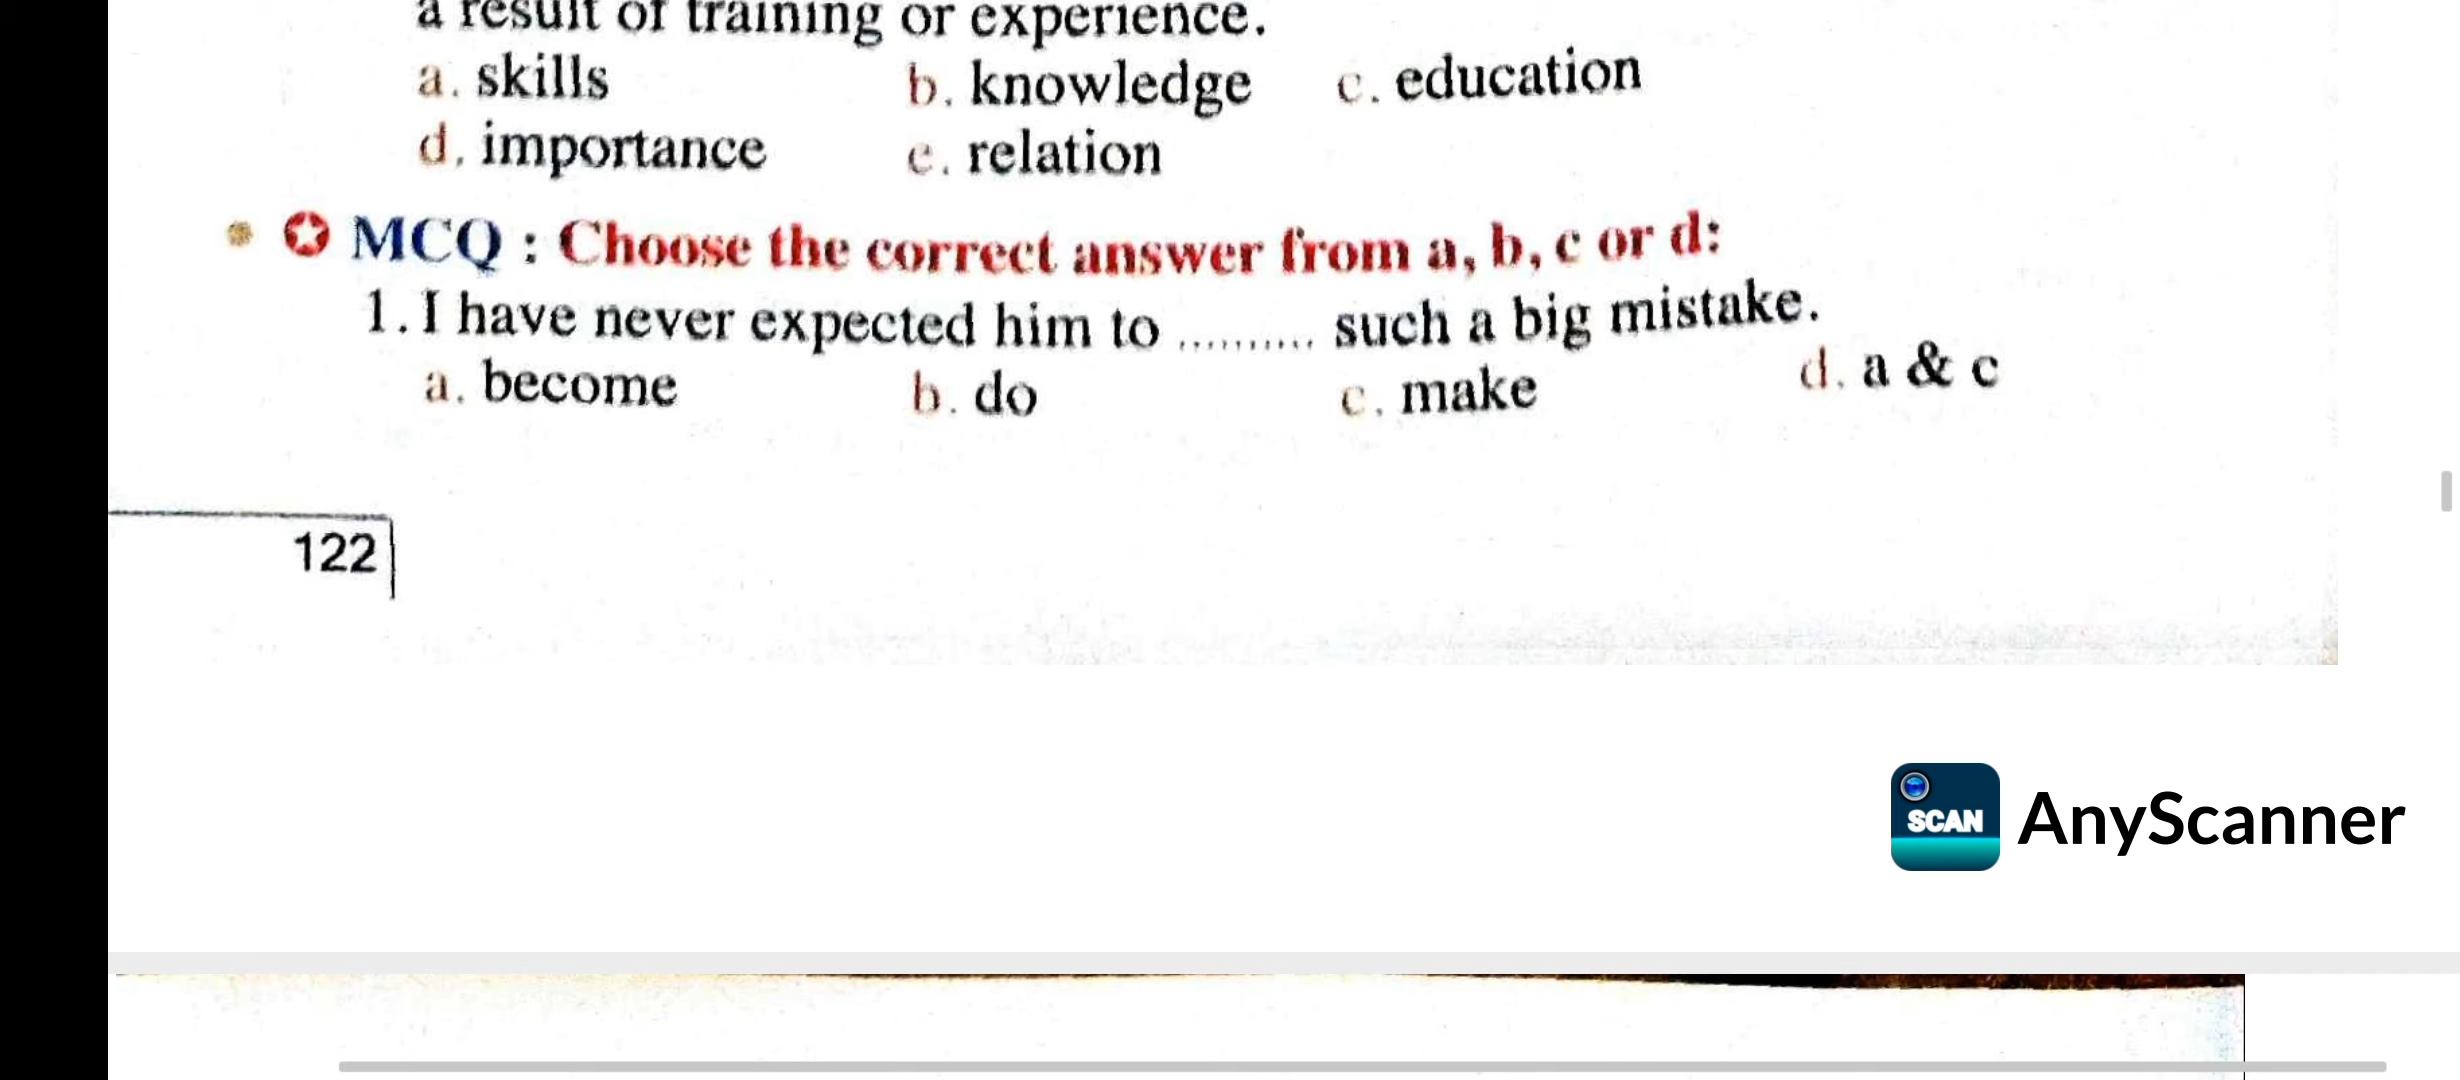 a result of training or experience.
a. skills b. knowledge c. education
d. importance e. relation
MCQ : Choose the correct answer from a, b, c or d:
1. I have never expected him to .......... such a big mistake.
a. become b. do c. make d. a & c
122
SCAN AnyScanner